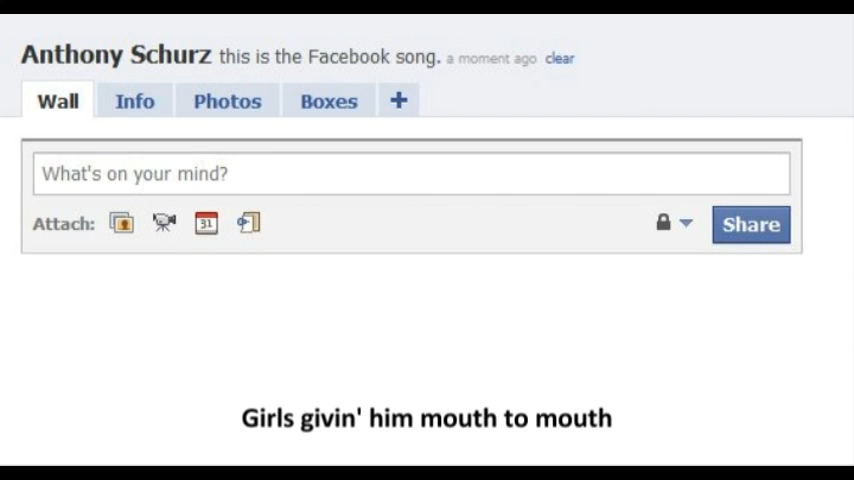 Anthony Schurz this is the Facebook song. a moment ago clear
Wall Info Photos Boxes +
What's on your mind?
Attach: 31 Share
Girls givin' him mouth to mouth